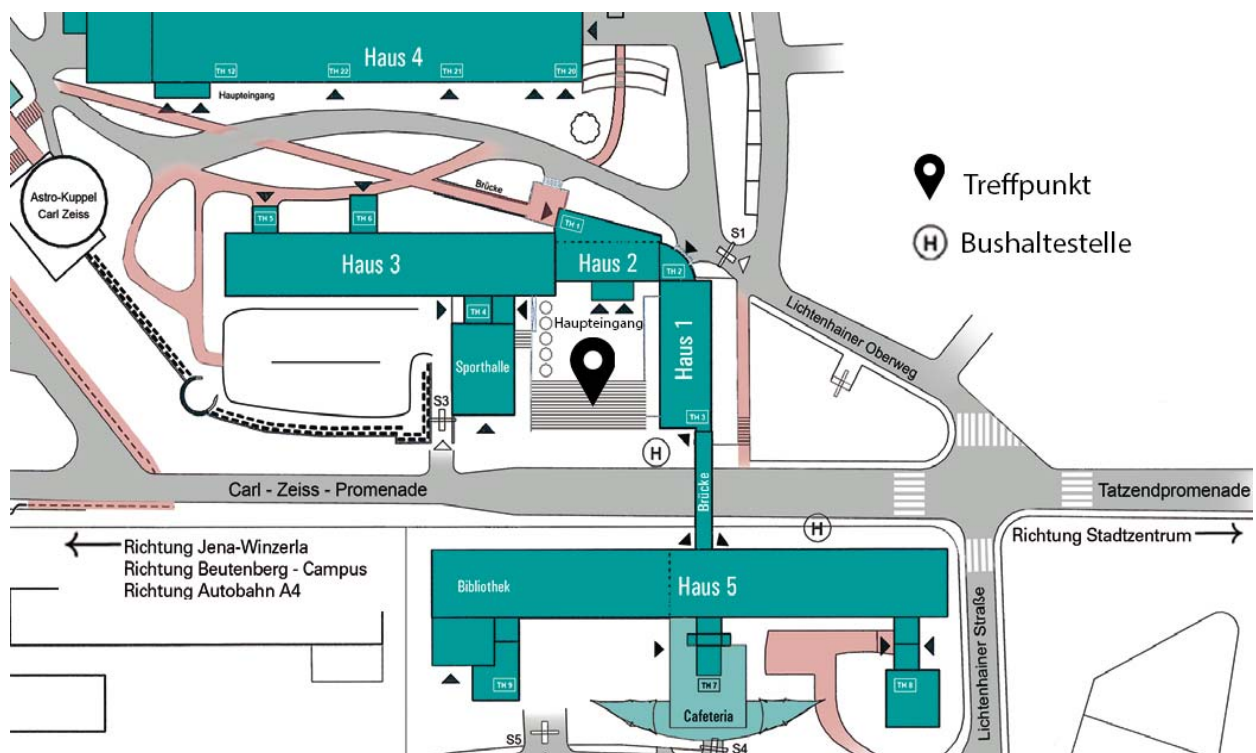 Haus 4
TH 12
TH 22
TH 21
TH 20
Haupteingang
Astro-Kuppel
Carl Zeiss
Brücke
Treffpunkt
H Bushaltestelle
TH 5
TH 6
TH 1
S1
Haus 3
Haus 2
TH 2
TH 4
Haupteingang
Haus 1
Lichtenhainer Oberweg
Sporthalle
S3
TH 3
H
Carl - Zeiss - Promenade
Brücke
Tatzendpromenade
H
Richtung Stadtzentrum
Richtung Jena-Winzerla
Richtung Beutenberg - Campus
Richtung Autobahn A4
Bibliothek
Haus 5
Lichtenhainer Straße
TH 9
TH 7
TH 8
Cafeteria
S5
S4